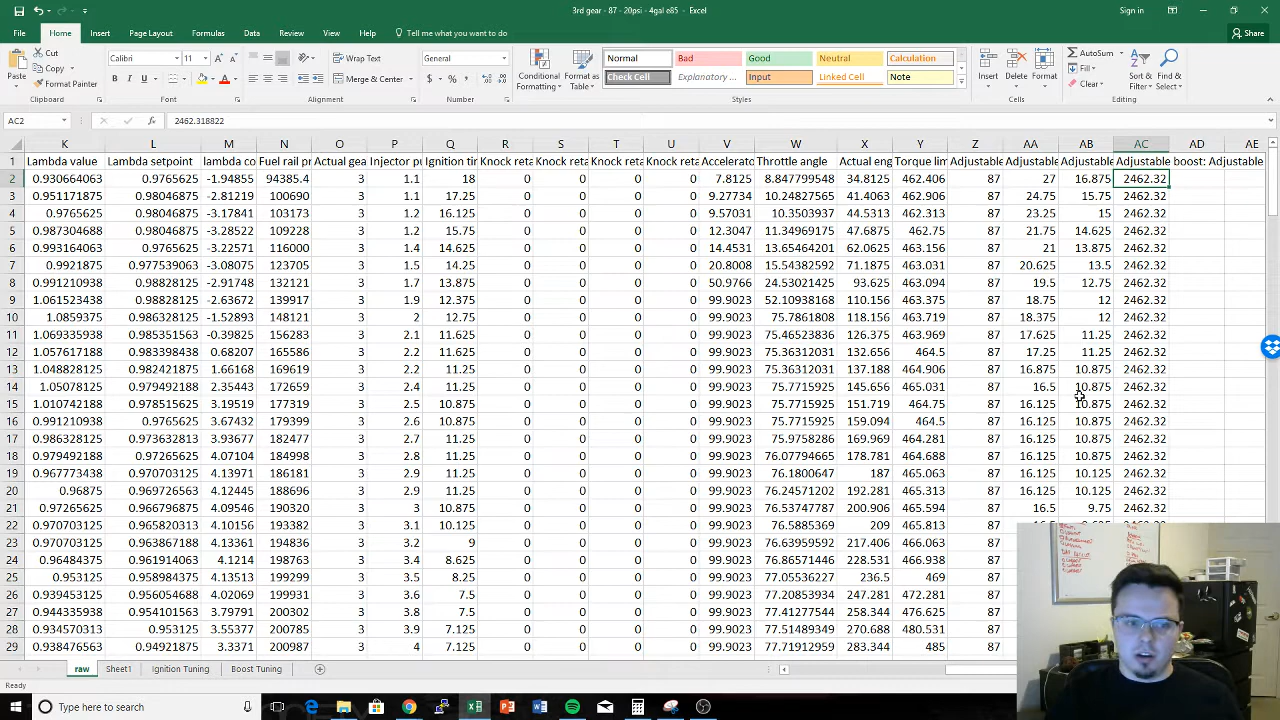 3rd gear - 87 - 20psi - 4gal e85 - Excel
Sign in
File Home Insert Page Layout Formulas Data Review View Help Tell me what you want to do
Share
Paste
Cut
Copy
Format Painter
Clipboard
Calibri 11
B I U
Font
Wrap Text
Merge & Center
Alignment
General
$ % ,
Number
Conditional Formatting
Format as Table
Normal Bad Good Neutral Calculation
Check Cell Explanatory ... Input Linked Cell Note
Styles
Insert Delete Format
Cells
AutoSum
Fill
Clear
Sort & Filter
Find & Select
Editing
AC2 fx 2462.318822
K L M N O P Q R S T U V W X Y Z AA AB AC AD AE
1 Lambda value Lambda setpoint lambda co Fuel rail pr Actual gea Injector pu Ignition tin Knock reta Knock reta Knock reta Knock reta Accelerato Throttle angle Actual eng Torque lim Adjustable Adjustable Adjustable Adjustable boost: Adjustable
2 0.930664063 0.9765625 -1.94855 94385.4 3 1.1 18 0 0 0 0 7.8125 8.847799548 34.8125 462.406 87 27 16.875 2462.32
3 0.951171875 0.98046875 -2.81219 100690 3 1.1 17.25 0 0 0 0 9.27734 10.24827565 41.4063 462.906 87 24.75 15.75 2462.32
4 0.9765625 0.98046875 -3.17841 103173 3 1.2 16.125 0 0 0 0 9.57031 10.3503937 44.5313 462.313 87 23.25 15 2462.32
5 0.987304688 0.98046875 -3.28522 109228 3 1.2 15.75 0 0 0 0 12.3047 11.34969175 47.6875 462.75 87 21.75 14.625 2462.32
6 0.993164063 0.9765625 -3.22571 116000 3 1.4 14.625 0 0 0 0 14.4531 13.65464201 62.0625 463.156 87 21 13.875 2462.32
7 0.9921875 0.977539063 -3.08075 123705 3 1.5 14.25 0 0 0 0 20.8008 15.54382592 71.1875 463.031 87 20.625 13.5 2462.32
8 0.991210938 0.98828125 -2.91748 132121 3 1.7 13.875 0 0 0 0 50.9766 24.53021425 93.625 463.094 87 19.5 12.75 2462.32
9 1.061523438 0.98828125 -2.63672 139917 3 1.9 12.375 0 0 0 0 99.9023 52.10938168 110.156 463.375 87 18.75 12 2462.32
10 1.0859375 0.986328125 -1.52893 148121 3 2 12.75 0 0 0 0 99.9023 55.7861808 118.156 463.719 87 18.375 12 2462.32
11 1.069335938 0.985351563 -0.39825 156283 3 2.2 11.625 0 0 0 0 99.9023 75.46523836 126.375 463.969 87 17.625 11.25 2462.32
12 1.057617188 0.983398438 0.68207 165586 3 2.2 11.625 0 0 0 0 99.9023 75.36312031 132.656 464.5 87 17.25 11.25 2462.32
13 1.048828125 0.982421875 1.66168 169619 3 2.2 11.25 0 0 0 0 99.9023 75.36312031 137.188 464.906 87 16.875 10.875 2462.32
14 1.05078125 0.979492188 2.35443 172659 3 2.4 11.25 0 0 0 0 99.9023 75.7715925 145.656 465.031 87 16.5 10.875 2462.32
15 1.010742188 0.978515625 3.19519 177319 3 2.5 10.875 0 0 0 0 99.9023 75.7715925 151.719 464.75 87 16.125 10.875 2462.32
16 0.991210938 0.9765625 3.67432 179399 3 2.6 10.875 0 0 0 0 99.9023 75.7715925 159.094 464.5 87 16.125 10.875 2462.32
17 0.986328125 0.973632813 3.93677 182477 3 2.7 11.25 0 0 0 0 99.9023 75.9758286 169.969 464.281 87 16.125 10.875 2462.32
18 0.979492188 0.97265625 4.07104 184998 3 2.8 11.25 0 0 0 0 99.9023 76.07794665 178.781 464.688 87 16.125 10.125 2462.32
19 0.967773438 0.970703125 4.13971 186181 3 2.9 11.25 0 0 0 0 99.9023 76.1800647 187 465.063 87 16.125 10.125 2462.32
20 0.96875 0.969726563 4.12445 188696 3 2.9 11.25 0 0 0 0 99.9023 76.24571202 192.281 465.313 87 16.125 10.125 2462.32
21 0.97265625 0.966796875 4.09546 190320 3 3 10.875 0 0 0 0 99.9023 76.53747787 200.906 465.594 87 16.5 9.75 2462.32
22 0.970703125 0.965820313 4.10156 193382 3 3.1 10.125 0 0 0 0 99.9023 76.5885369 209 465.813 87 2462.32
23 0.970703125 0.963867188 4.13361 194836 3 3.2 9 0 0 0 0 99.9023 76.63959592 217.406 466.063 87
24 0.96484375 0.961914063 4.1214 198763 3 3.4 8.625 0 0 0 0 99.9023 76.86571446 228.531 466.938 87
25 0.953125 0.958984375 4.13513 199299 3 3.5 8.25 0 0 0 0 99.9023 77.05536227 236.5 469 87
26 0.939453125 0.956054688 4.02069 199931 3 3.6 7.5 0 0 0 0 99.9023 77.20853934 247.281 472.281 87
27 0.944335938 0.954101563 3.79791 200302 3 3.8 7.5 0 0 0 0 99.9023 77.41277544 258.344 476.625 87
28 0.934570313 0.953125 3.55377 200785 3 3.9 7.125 0 0 0 0 99.9023 77.51489349 270.688 480.531 87
29 0.938476563 0.94921875 3.3371 200987 3 4 7.125 0 0 0 0 99.9023 77.71912959 283.344 485 87
raw Sheet1 Ignition Tuning Boost Tuning
Ready
Type here to search